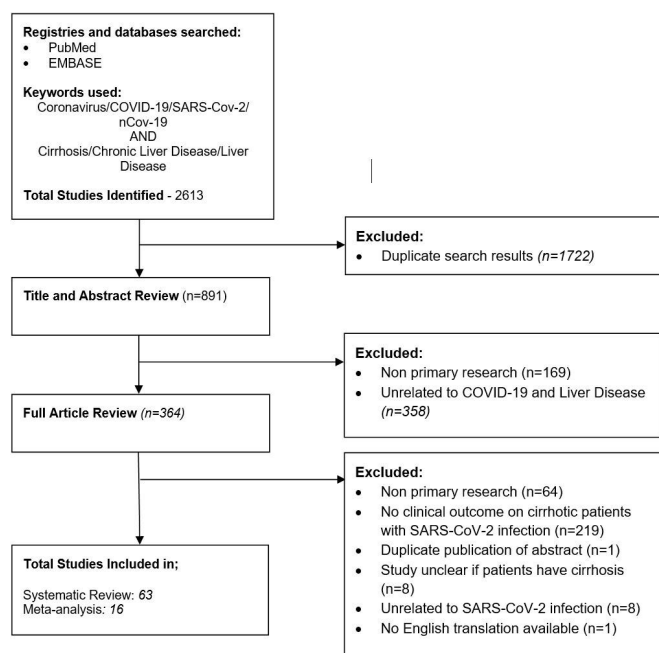 Registries and databases searched:
• PubMed
• EMBASE
Keywords used:
Coronavirus/COVID-19/SARS-Cov-2/
nCov-19
AND
Cirrhosis/Chronic Liver Disease/Liver
Disease
Total Studies Identified - 2613
Excluded:
• Duplicate search results (n=1722)
Title and Abstract Review (n=891)
Excluded:
• Non primary research (n=169)
• Unrelated to COVID-19 and Liver Disease
(n=358)
Full Article Review (n=364)
Excluded:
• Non primary research (n=64)
• No clinical outcome on cirrhotic patients
with SARS-CoV-2 infection (n=219)
• Duplicate publication of abstract (n=1)
• Study unclear if patients have cirrhosis
(n=8)
• Unrelated to SARS-CoV-2 infection (n=8)
• No English translation available (n=1)
Total Studies Included in;
Systematic Review: 63
Meta-analysis: 16